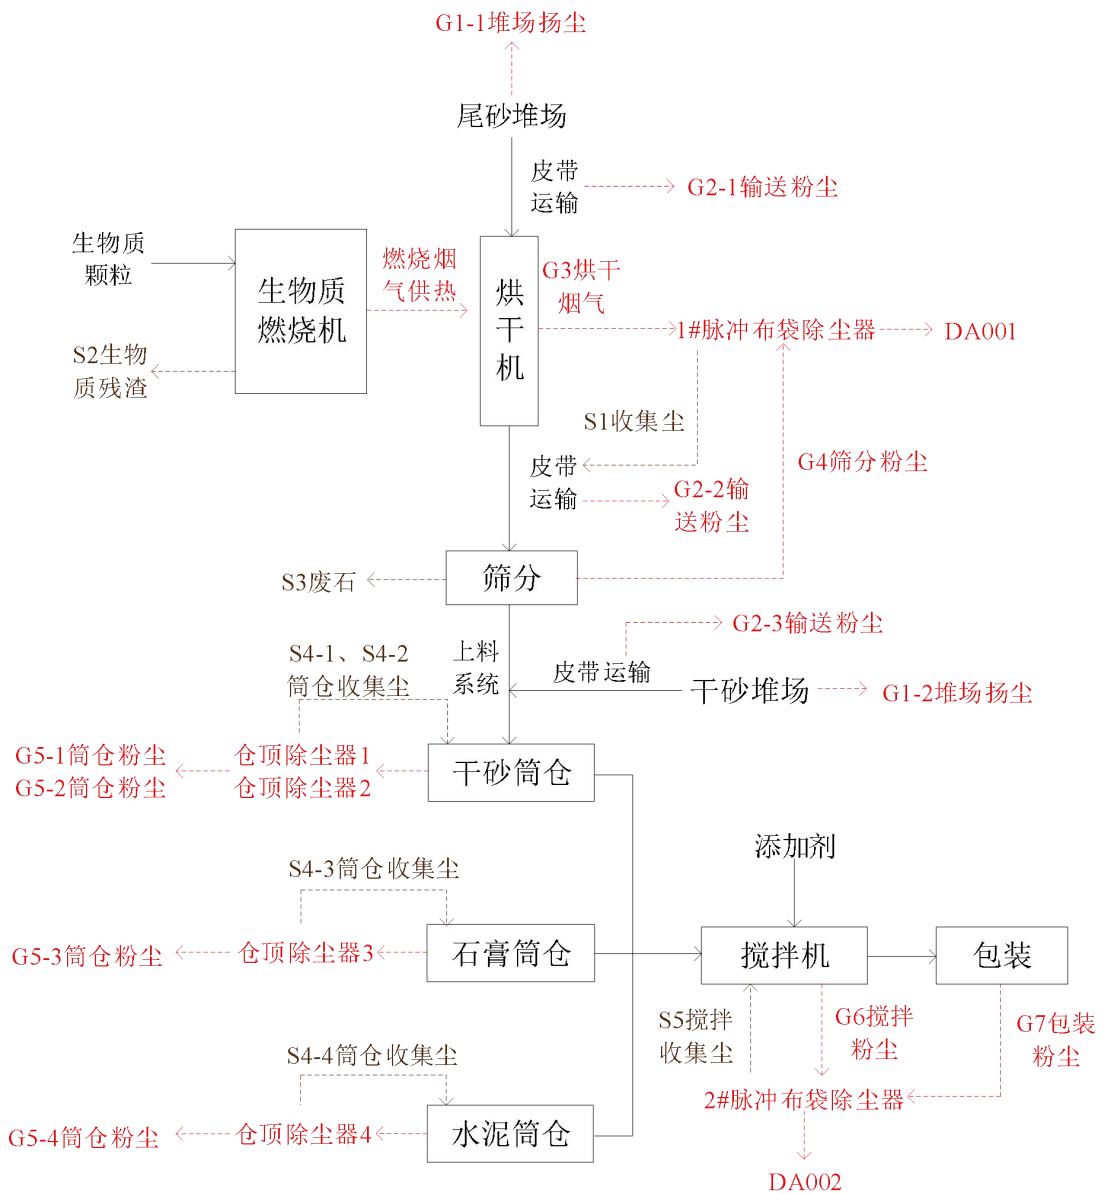 G1-1堆场扬尘
尾砂堆场
皮带
运输
G2-1输送粉尘
生物质
颗粒
生物质
燃烧机
燃烧烟
气供热
烘
干
机
G3烘干
烟气
1#脉冲布袋除尘器
DA001
S2生物
质残渣
S1收集尘
皮带
运输
G2-2输
送粉尘
G4筛分粉尘
S3废石
筛分
G2-3输送粉尘
S4-1、S4-2
筒仓收集尘
上料
系统
皮带运输
干砂堆场
G1-2堆场扬尘
G5-1筒仓粉尘
G5-2筒仓粉尘
仓顶除尘器1
仓顶除尘器2
干砂筒仓
添加剂
S4-3筒仓收集尘
G5-3筒仓粉尘
仓顶除尘器3
石膏筒仓
搅拌机
包装
S5搅拌
收集尘
G6搅拌
粉尘
G7包装
粉尘
S4-4筒仓收集尘
2#脉冲布袋除尘器
G5-4筒仓粉尘
仓顶除尘器4
水泥筒仓
DA002